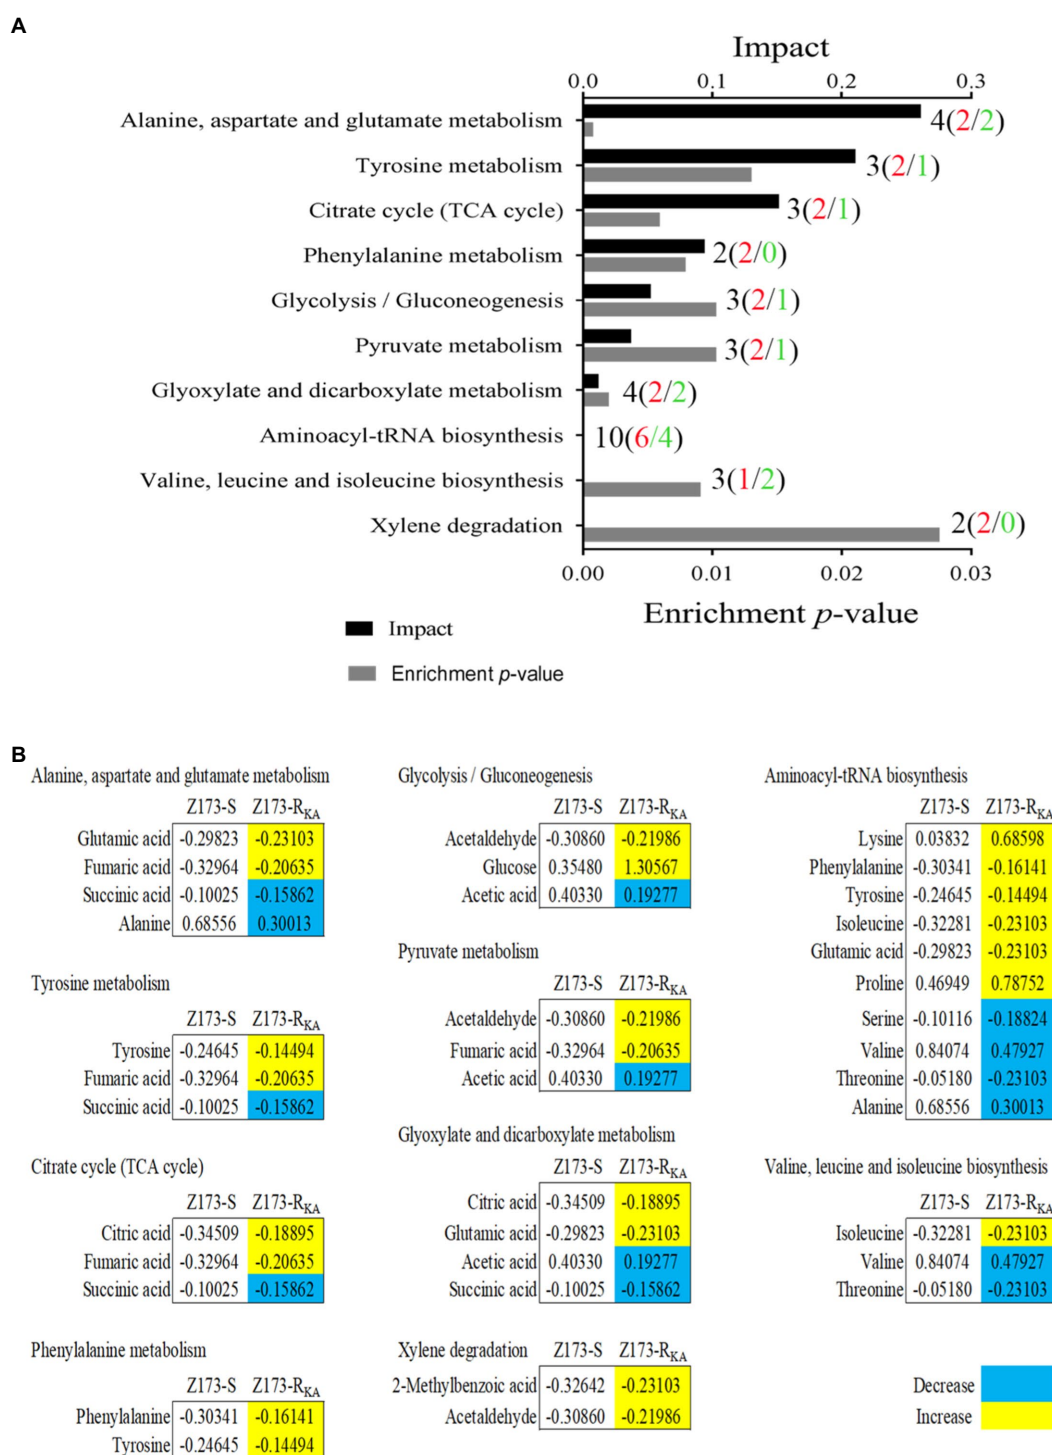 A
Impact
0.0 0.1 0.2 0.3
Alanine, aspartate and glutamate metabolism 4(2/2)
Tyrosine metabolism 3(2/1)
Citrate cycle (TCA cycle) 3(2/1)
Phenylalanine metabolism 2(2/0)
Glycolysis / Gluconeogenesis 3(2/1)
Pyruvate metabolism 3(2/1)
Glyoxylate and dicarboxylate metabolism 4(2/2)
Aminoacyl-tRNA biosynthesis 10(6/4)
Valine, leucine and isoleucine biosynthesis 3(1/2)
Xylene degradation 2(2/0)
0.00 0.01 0.02 0.03
Enrichment p-value
Impact
Enrichment p-value
B
Alanine, aspartate and glutamate metabolism
Z173-S Z173-RKA
Glutamic acid -0.29823 -0.23103
Fumaric acid -0.32964 -0.20635
Succinic acid -0.10025 -0.15862
Alanine 0.68556 0.30013
Tyrosine metabolism
Z173-S Z173-RKA
Tyrosine -0.24645 -0.14494
Fumaric acid -0.32964 -0.20635
Succinic acid -0.10025 -0.15862
Citrate cycle (TCA cycle)
Z173-S Z173-RKA
Citric acid -0.34509 -0.18895
Fumaric acid -0.32964 -0.20635
Succinic acid -0.10025 -0.15862
Phenylalanine metabolism
Z173-S Z173-RKA
Phenylalanine -0.30341 -0.16141
Tyrosine -0.24645 -0.14494
Glycolysis / Gluconeogenesis
Z173-S Z173-RKA
Acetaldehyde -0.30860 -0.21986
Glucose 0.35480 1.30567
Acetic acid 0.40330 0.19277
Pyruvate metabolism
Z173-S Z173-RKA
Acetaldehyde -0.30860 -0.21986
Fumaric acid -0.32964 -0.20635
Acetic acid 0.40330 0.19277
Glyoxylate and dicarboxylate metabolism
Z173-S Z173-RKA
Citric acid -0.34509 -0.18895
Glutamic acid -0.29823 -0.23103
Acetic acid 0.40330 0.19277
Succinic acid -0.10025 -0.15862
Xylene degradation Z173-S Z173-RKA
2-Methylbenzoic acid -0.32642 -0.23103
Acetaldehyde -0.30860 -0.21986
Aminoacyl-tRNA biosynthesis
Z173-S Z173-RKA
Lysine 0.03832 0.68598
Phenylalanine -0.30341 -0.16141
Tyrosine -0.24645 -0.14494
Isoleucine -0.32281 -0.23103
Glutamic acid -0.29823 -0.23103
Proline 0.46949 0.78752
Serine -0.10116 -0.18824
Valine 0.84074 0.47927
Threonine -0.05180 -0.23103
Alanine 0.68556 0.30013
Valine, leucine and isoleucine biosynthesis
Z173-S Z173-RKA
Isoleucine -0.32281 -0.23103
Valine 0.84074 0.47927
Threonine -0.05180 -0.23103
Decrease
Increase